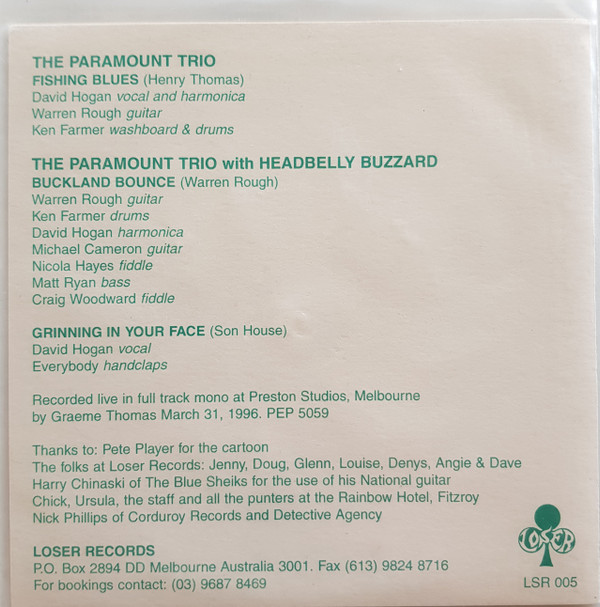 THE PARAMOUNT TRIO
FISHING BLUES (Henry Thomas)
David Hogan vocal and harmonica
Warren Rough guitar
Ken Farmer washboard & drums
THE PARAMOUNT TRIO with HEADBELLY BUZZARD
BUCKLAND BOUNCE (Warren Rough)
Warren Rough guitar
Ken Farmer drums
David Hogan harmonica
Michael Cameron guitar
Nicola Hayes fiddle
Matt Ryan bass
Craig Woodward fiddle
GRINNING IN YOUR FACE (Son House)
David Hogan vocal
Everybody handclaps
Recorded live in full track mono at Preston Studios, Melbourne
by Graeme Thomas March 31, 1996. PEP 5059
Thanks to: Pete Player for the cartoon
The folks at Loser Records: Jenny, Doug, Glenn, Louise, Denys, Angie & Dave
Harry Chinaski of The Blue Sheiks for the use of his National guitar
Chick, Ursula, the staff and all the punters at the Rainbow Hotel, Fitzroy
Nick Phillips of Corduroy Records and Detective Agency
LOSER RECORDS
P.O. Box 2894 DD Melbourne Australia 3001. Fax (613) 9824 8716
For bookings contact: (03) 9687 8469
LOSER
LSR 005